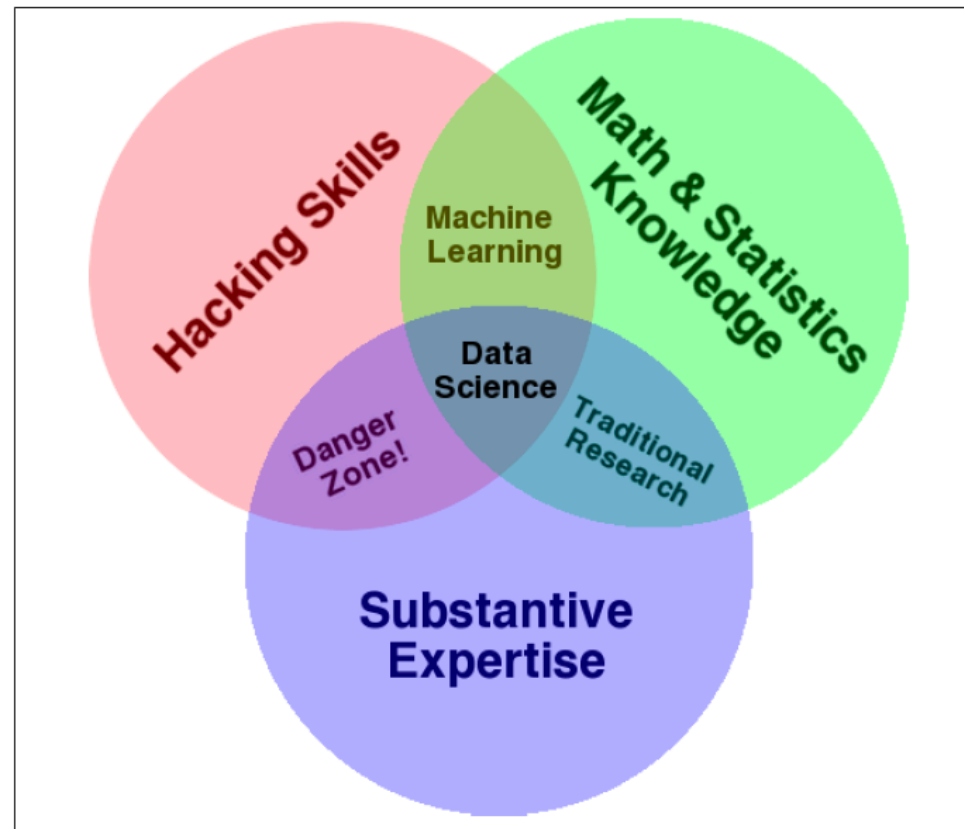 Hacking Skills
Math & Statistics
Knowledge
Machine
Learning
Data
Science
Danger
Zone!
Traditional
Research
Substantive
Expertise